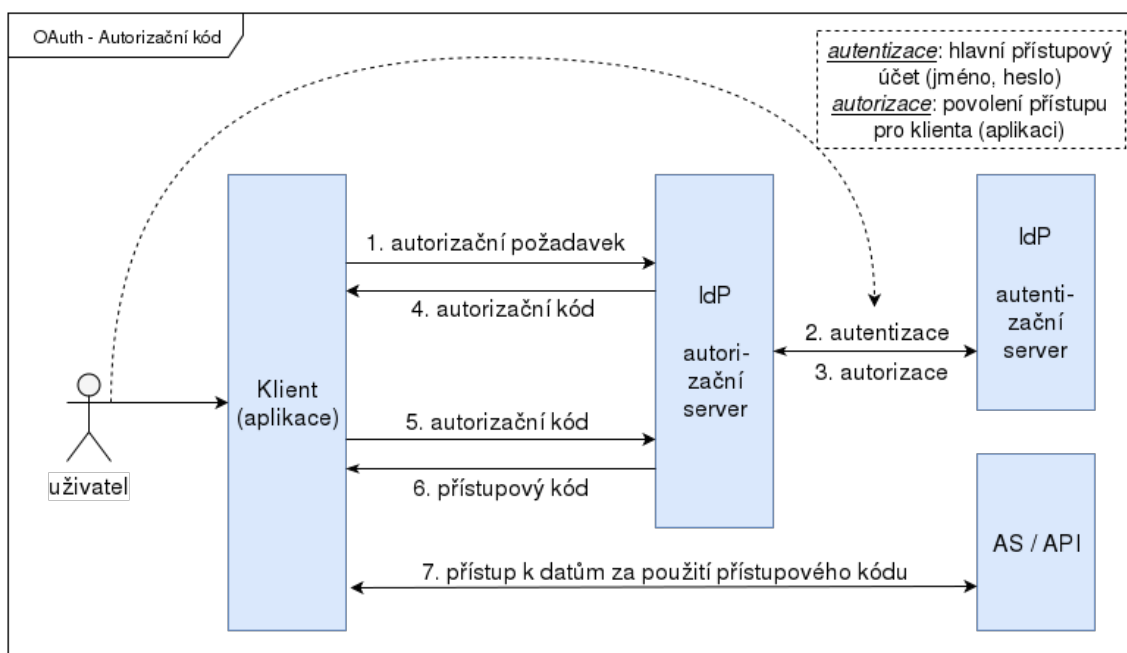 OAuth - Autorizační kód
autentizace: hlavní přístupový
účet (jméno, heslo)
autorizace: povolení přístupu
pro klienta (aplikaci)
1. autorizační požadavek
4. autorizační kód
IdP
autori-
zační
server
IdP
autenti-
zační
server
2. autentizace
3. autorizace
Klient
(aplikace)
uživatel
5. autorizační kód
6. přístupový kód
AS / API
7. přístup k datům za použití přístupového kódu